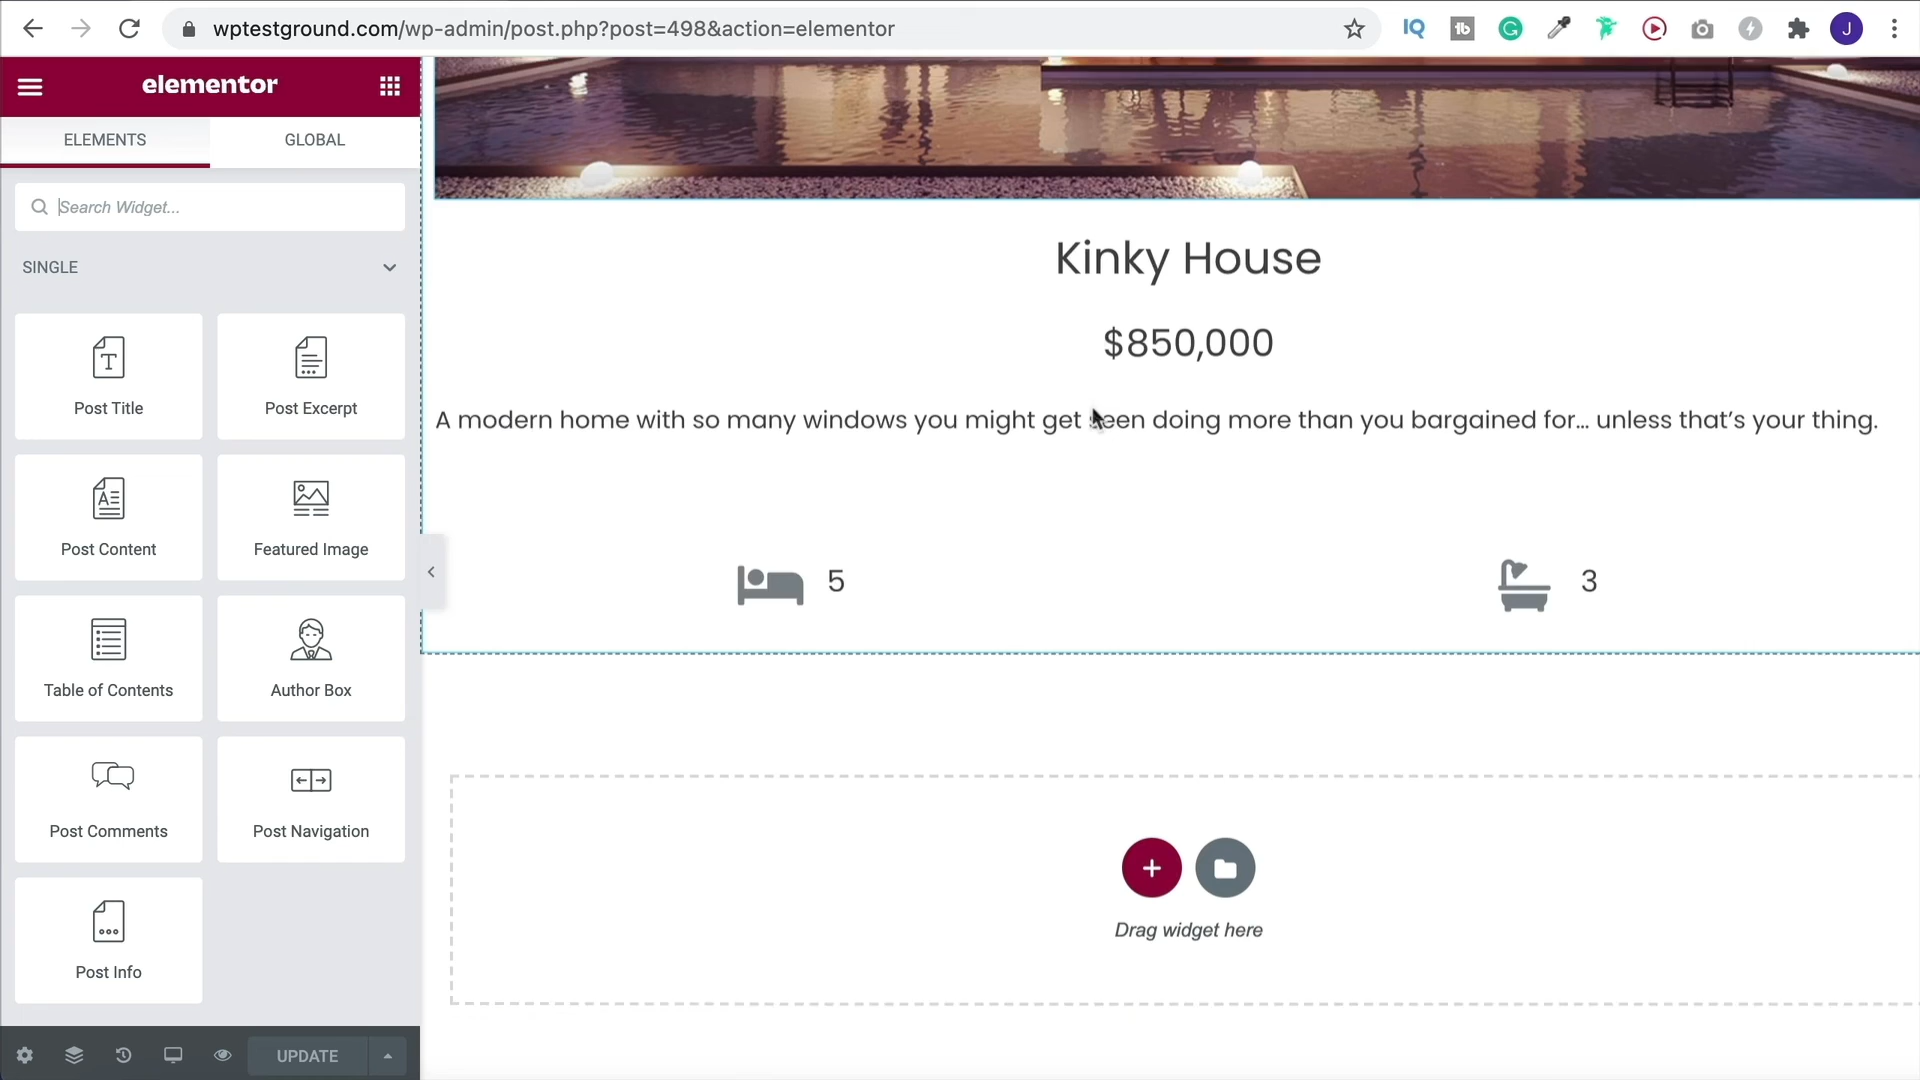 wptestground.com/wp-admin/post.php?post=498&action=elementor
IQ
tb
G
J
elementor
ELEMENTS
GLOBAL
Search Widget...
SINGLE
Post Title
Post Excerpt
Post Content
Featured Image
Table of Contents
Author Box
Post Comments
Post Navigation
Post Info
UPDATE
Kinky House
$850,000
A modern home with so many windows you might get seen doing more than you bargained for… unless that’s your thing.
5
3
Drag widget here